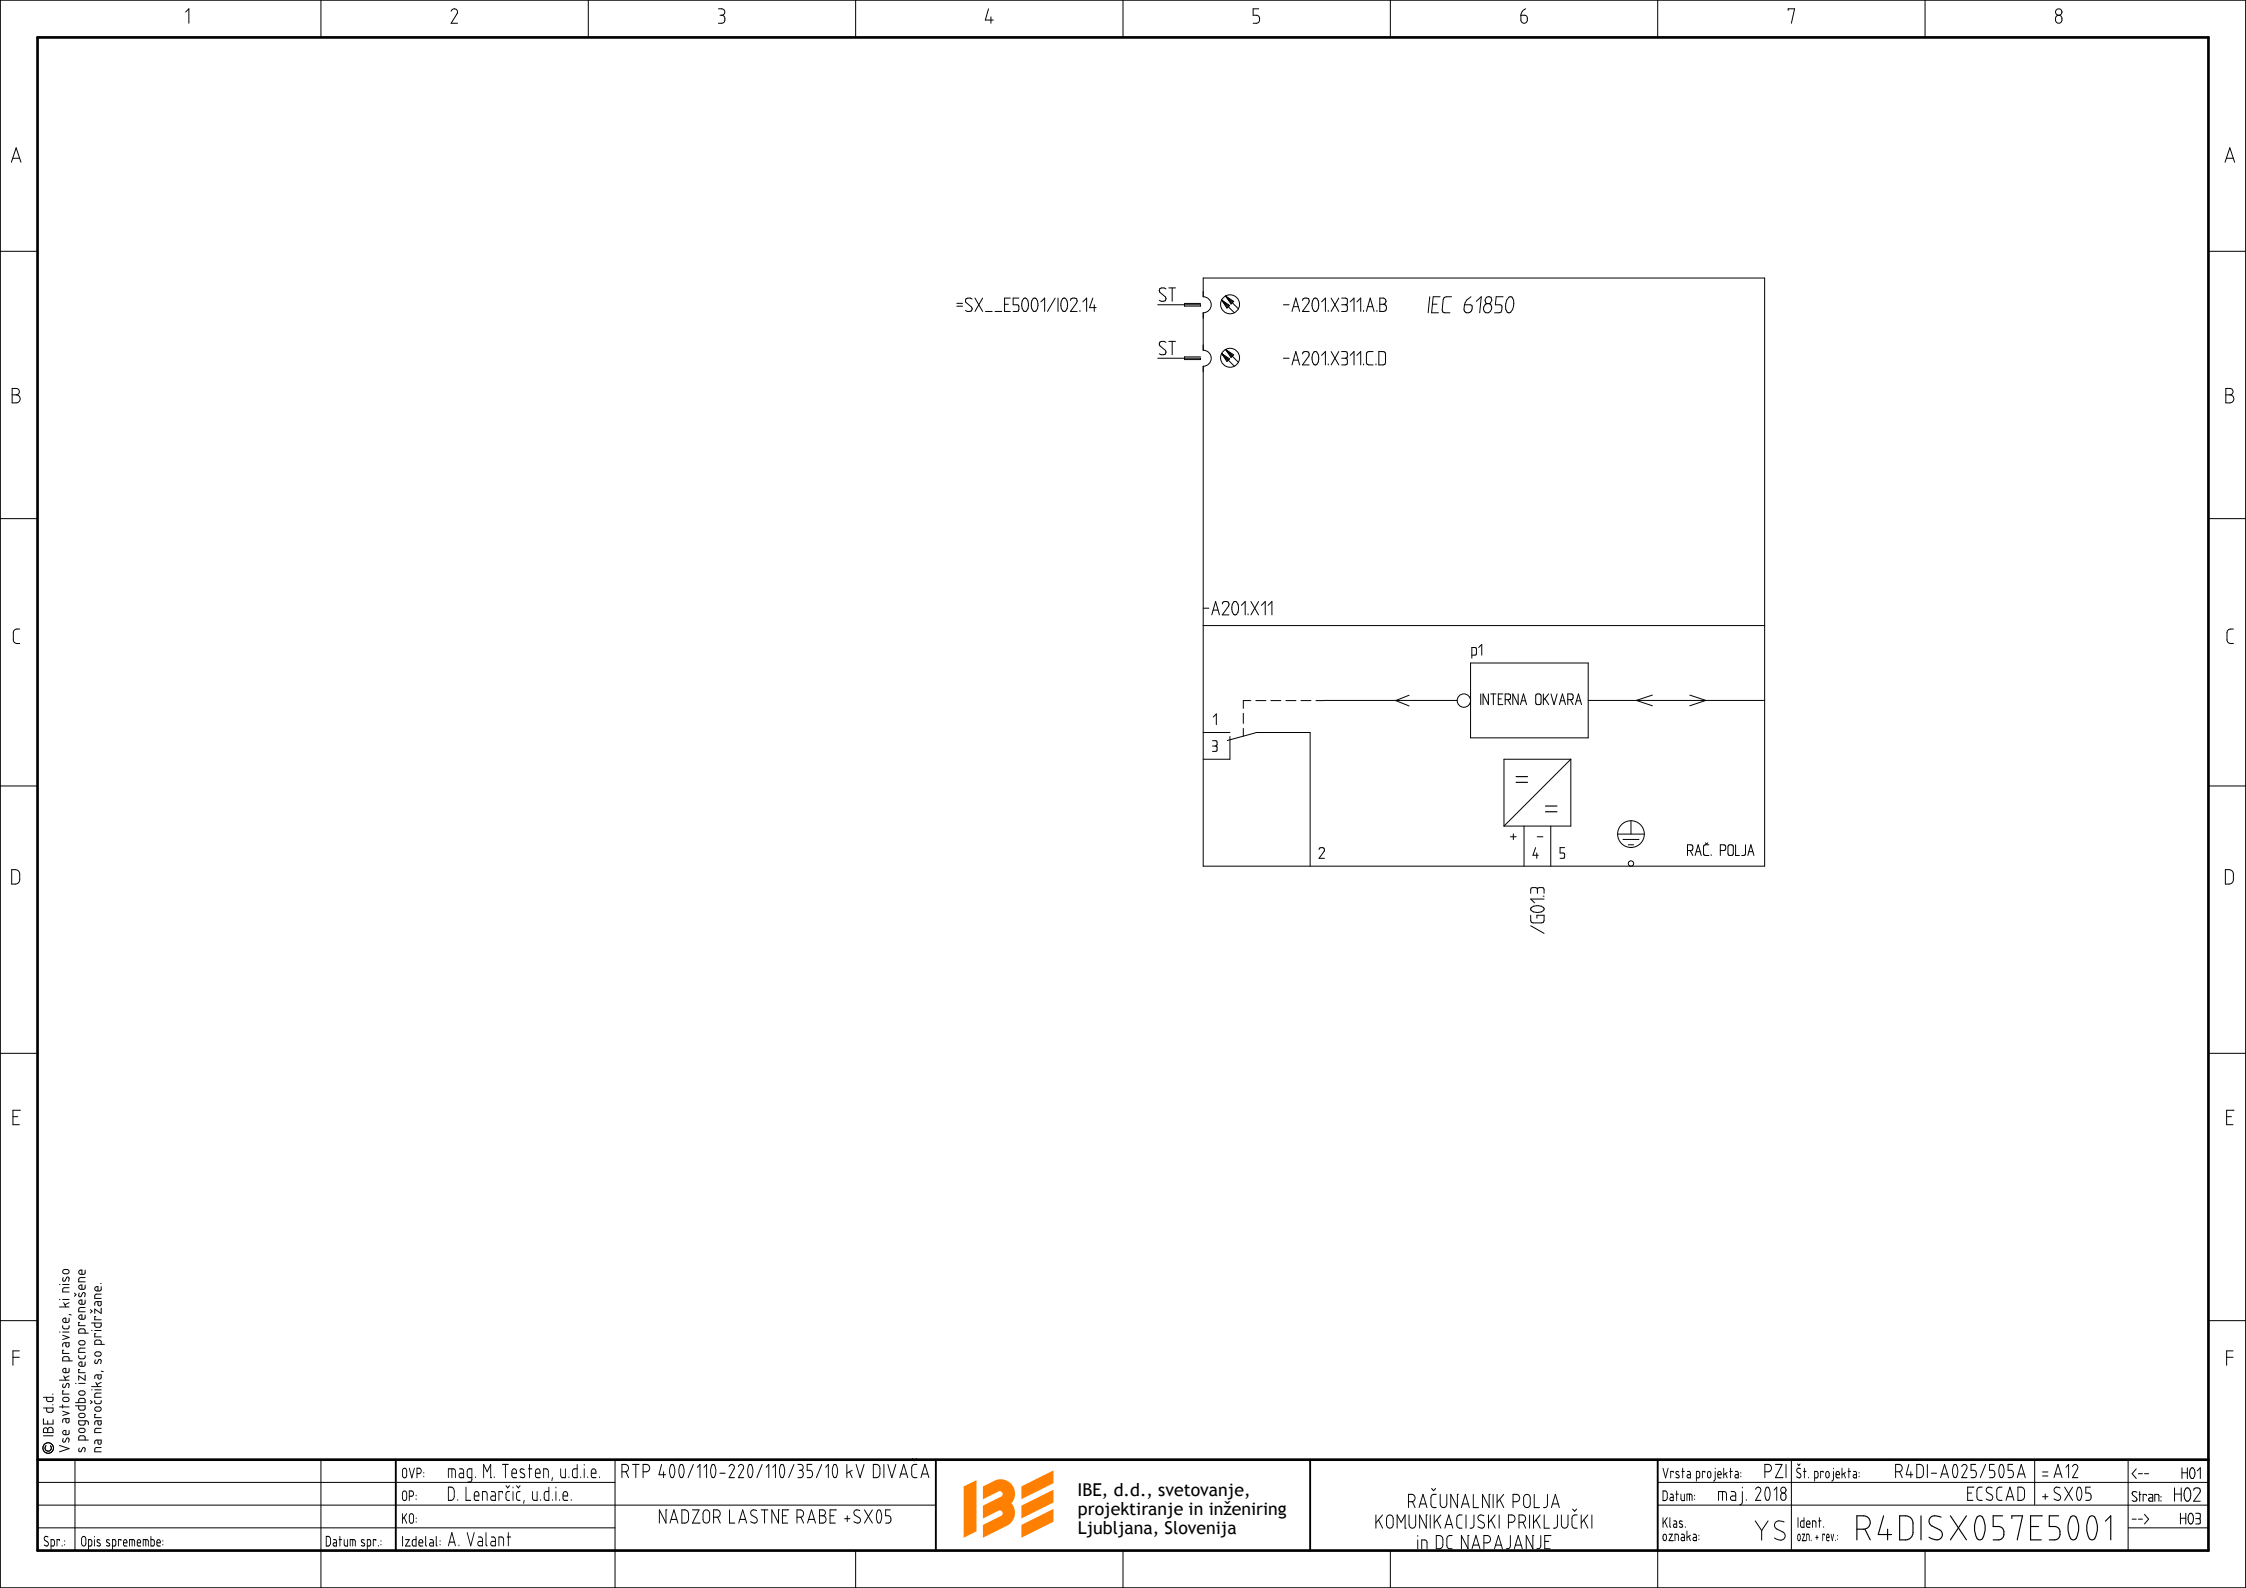 1 2 3 4 5 6 7 8
A A
B B
C C
D D
E E
F F
=SX__E5001/I02.14
ST
-A201.X311.A.B IEC 61850
ST
-A201.X311.C.D
-A201.X11
p1
INTERNA OKVARA
1
3
2
= =
+ -
4 5
RAČ. POLJA
/G01.3
© IBE d.d.
Vse avtorske pravice, ki niso
s pogodbo izrecno prenešene
na naročnika, so pridržane.
Spr.: Opis spremembe: Datum spr.:
OVP: mag. M. Testen, u.d.i.e.
OP: D. Lenarčič, u.d.i.e.
KO:
Izdelal: A. Valant
RTP 400/110-220/110/35/10 kV DIVAČA
NADZOR LASTNE RABE +SX05
IBE
IBE, d.d., svetovanje,
projektiranje in inženiring
Ljubljana, Slovenija
RAČUNALNIK POLJA
KOMUNIKACIJSKI PRIKLJUČKI
in DC NAPAJANJE
Vrsta projekta: PZI Št. projekta: R4DI-A025/505A = A12 <-- H01
Datum: maj. 2018 ECSCAD + SX05 Stran: H02
Klas. oznaka: YS Ident. ozn. + rev.: R4DISX057E5001 --> H03